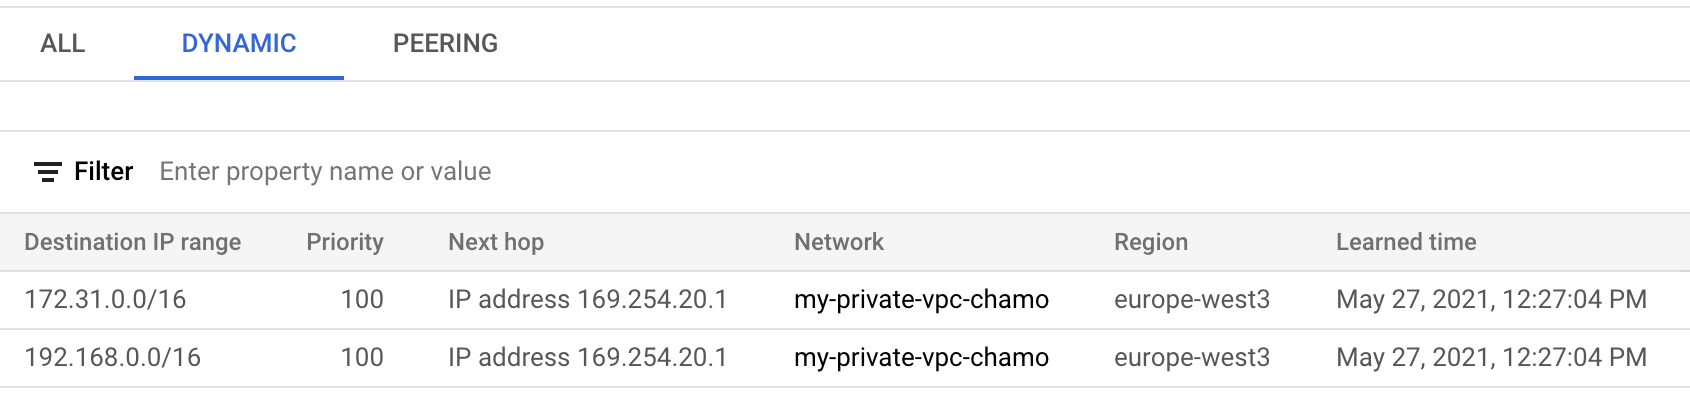 ALL DYNAMIC PEERING
Filter Enter property name or value
Destination IP range Priority Next hop Network Region Learned time
172.31.0.0/16 100 IP address 169.254.20.1 my-private-vpc-chamo europe-west3 May 27, 2021, 12:27:04 PM
192.168.0.0/16 100 IP address 169.254.20.1 my-private-vpc-chamo europe-west3 May 27, 2021, 12:27:04 PM